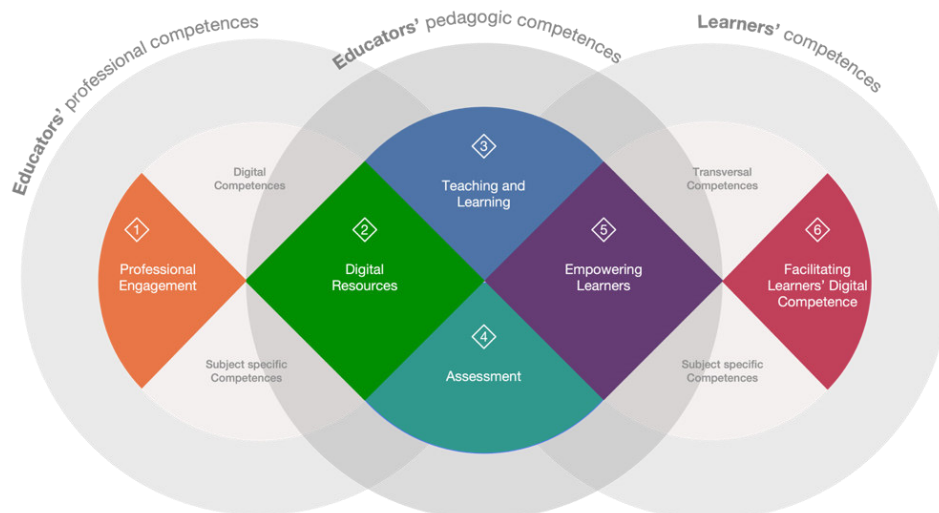 Educators' professional competences
Educators' pedagogic competences
Learners' competences
Digital
Competences
3
Teaching and
Learning
Transversal
Competences
1
Professional
Engagement
2
Digital
Resources
5
Empowering
Learners
6
Facilitating
Learners' Digital
Competence
Subject specific
Competences
4
Assessment
Subject specific
Competences